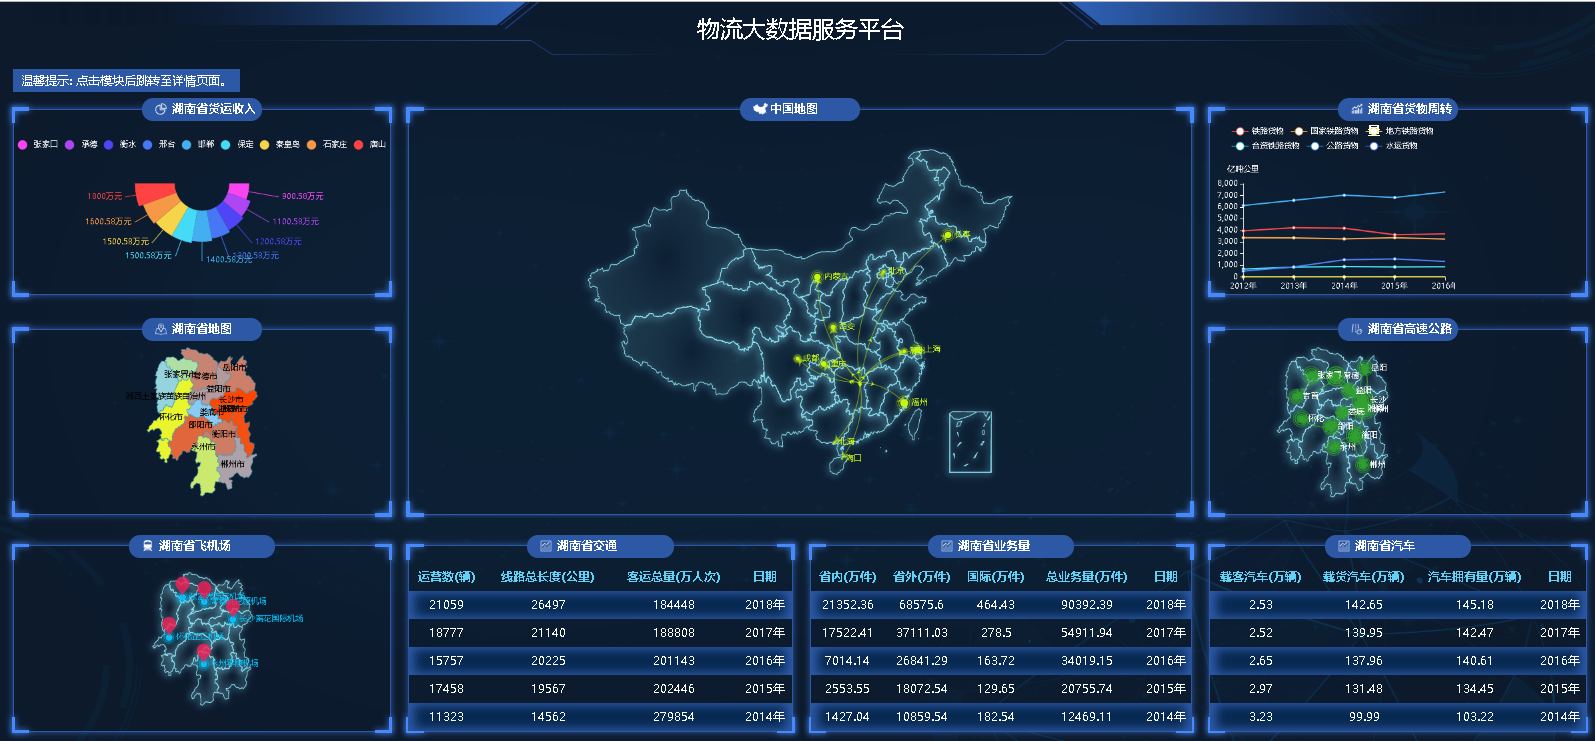 物流大数据服务平台
温馨提示: 点击模块后跳转至详情页面。
湖南省货运收入
张家口 承德 衡水 邢台 邯郸 保定 秦皇岛 石家庄 唐山
1800万元
900.58万元
1600.58万元
1100.58万元
1500.58万元
1200.58万元
1500.58万元
1400.58万元
中国地图
长春
北京
内蒙古
西安
上海
成都
重庆
福州
北海
海口
湖南省货物周转
铁路货物 国家铁路货物 地方铁路货物
合资铁路货物 公路货物 水运货物
亿吨公里
8,000
7,000
6,000
5,000
4,000
3,000
2,000
1,000
0
2012年 2013年 2014年 2015年 2016年
湖南省地图
岳阳市
张家界市
常德市
益阳市
湘西土家族苗族自治州
长沙市
怀化市
娄底市
邵阳市
衡阳市
永州市
郴州市
湖南省高速公路
岳阳
张家界
常德
益阳
吉首
长沙
怀化
娄底
邵阳
衡阳
永州
郴州
湖南省飞机场
长沙黄花国际机场
湖南省交通
运营数(辆) 线路总长度(公里) 客运总量(万人次) 日期
21059 26497 184448 2018年
18777 21140 188808 2017年
15757 20225 201143 2016年
17458 19567 202446 2015年
11323 14562 279854 2014年
湖南省业务量
省内(万件) 省外(万件) 国际(万件) 总业务量(万件) 日期
21352.36 68575.6 464.43 90392.39 2018年
17522.41 37111.03 278.5 54911.94 2017年
7014.14 26841.29 163.72 34019.15 2016年
2553.55 18072.54 129.65 20755.74 2015年
1427.04 10859.54 182.54 12469.11 2014年
湖南省汽车
载客汽车(万辆) 载货汽车(万辆) 汽车拥有量(万辆) 日期
2.53 142.65 145.18 2018年
2.52 139.95 142.47 2017年
2.65 137.96 140.61 2016年
2.97 131.48 134.45 2015年
3.23 99.99 103.22 2014年